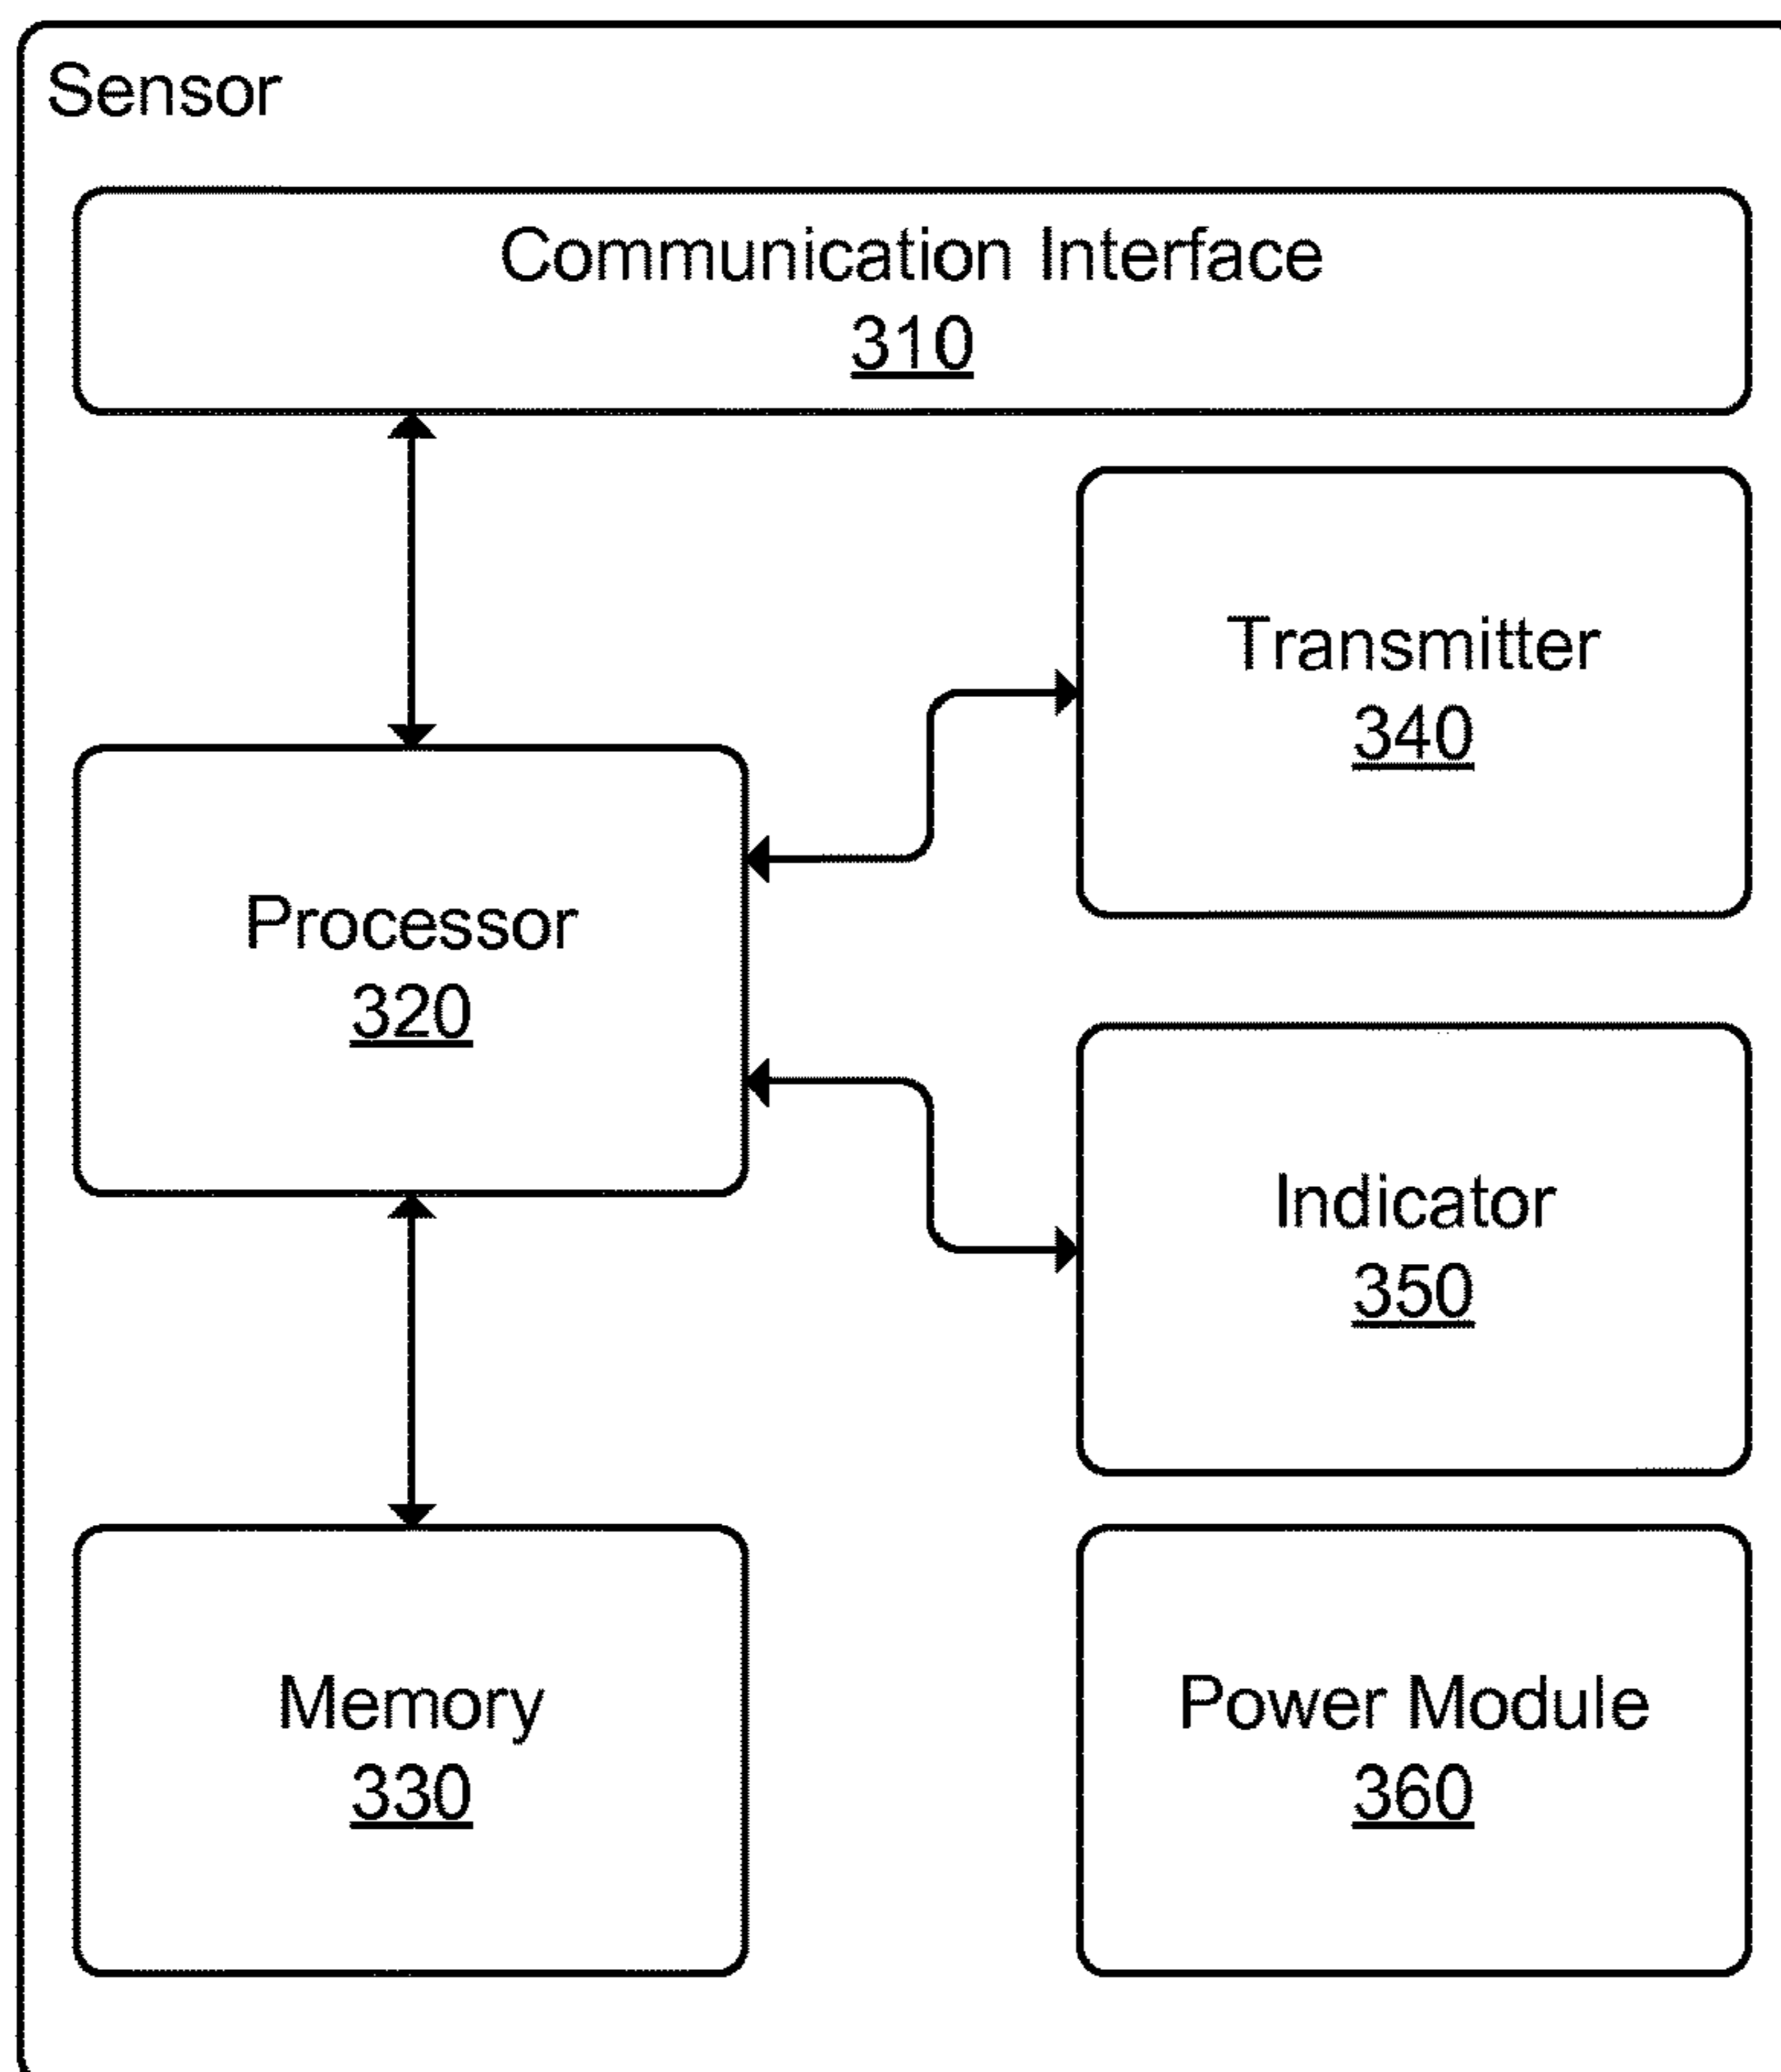 Sensor
Communication Interface
310
Transmitter
340
Processor
320
Indicator
350
Memory
330
Power Module
360